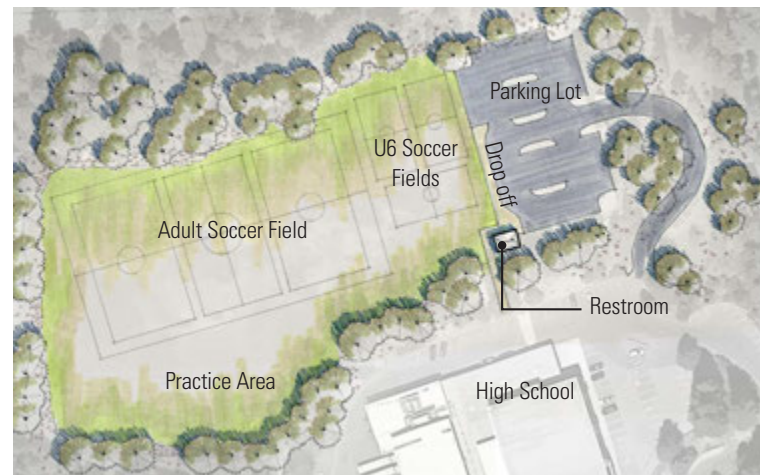 Parking Lot
U6 Soccer
Fields
Drop off
Adult Soccer Field
Restroom
Practice Area
High School